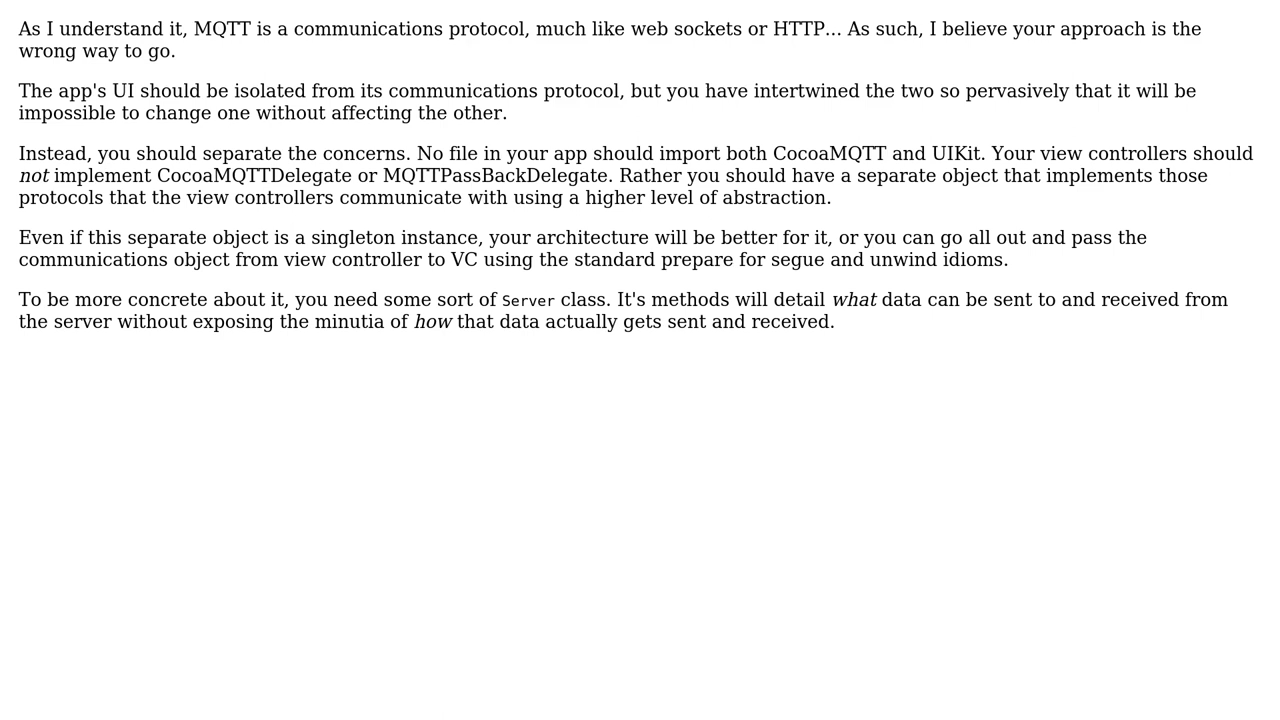 As I understand it, MQTT is a communications protocol, much like web sockets or HTTP... As such, I believe your approach is the
wrong way to go.
The app's UI should be isolated from its communications protocol, but you have intertwined the two so pervasively that it will be
impossible to change one without affecting the other.
Instead, you should separate the concerns. No file in your app should import both CocoaMQTT and UIKit. Your view controllers should
not implement CocoaMQTTDelegate or MQTTPassBackDelegate. Rather you should have a separate object that implements those
protocols that the view controllers communicate with using a higher level of abstraction.
Even if this separate object is a singleton instance, your architecture will be better for it, or you can go all out and pass the
communications object from view controller to VC using the standard prepare for segue and unwind idioms.
To be more concrete about it, you need some sort of Server class. It's methods will detail what data can be sent to and received from
the server without exposing the minutia of how that data actually gets sent and received.